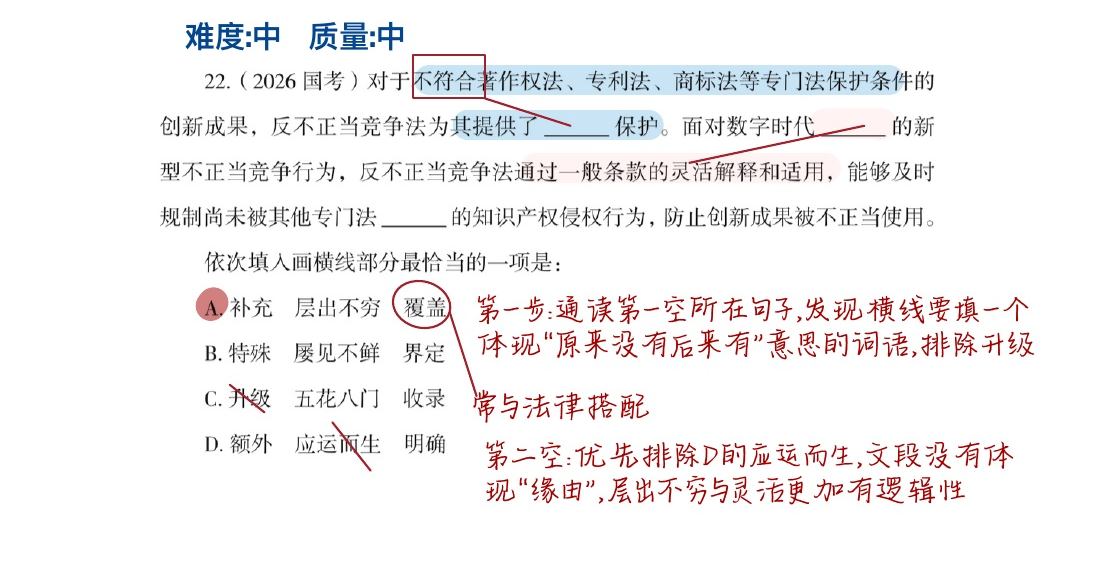 难度:中 质量:中
22.(2026 国考)对于不符合著作权法、专利法、商标法等专门法保护条件的
创新成果，反不正当竞争法为其提供了______保护。面对数字时代______的新
型不正当竞争行为，反不正当竞争法通过一般条款的灵活解释和适用，能够及时
规制尚未被其他专门法______的知识产权侵权行为，防止创新成果被不正当使用。
依次填入画横线部分最恰当的一项是：
A. 补充 层出不穷 覆盖
B. 特殊 屡见不鲜 界定
C. 升级 五花八门 收录
D. 额外 应运而生 明确
第一步:通读第一空所在句子,发现横线要填一个
体现“原来没有后来有”意思的词语,排除升级
常与法律搭配
第二空:优先排除D的应运而生,文段没有体
现“缘由”,层出不穷与灵活更加有逻辑性